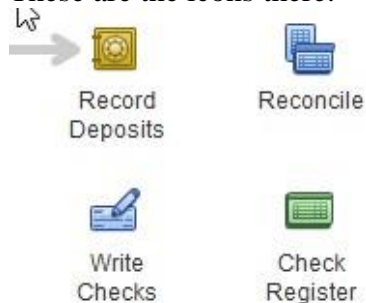 These are the icons there:
Record Deposits
Reconcile
Write Checks
Check Register